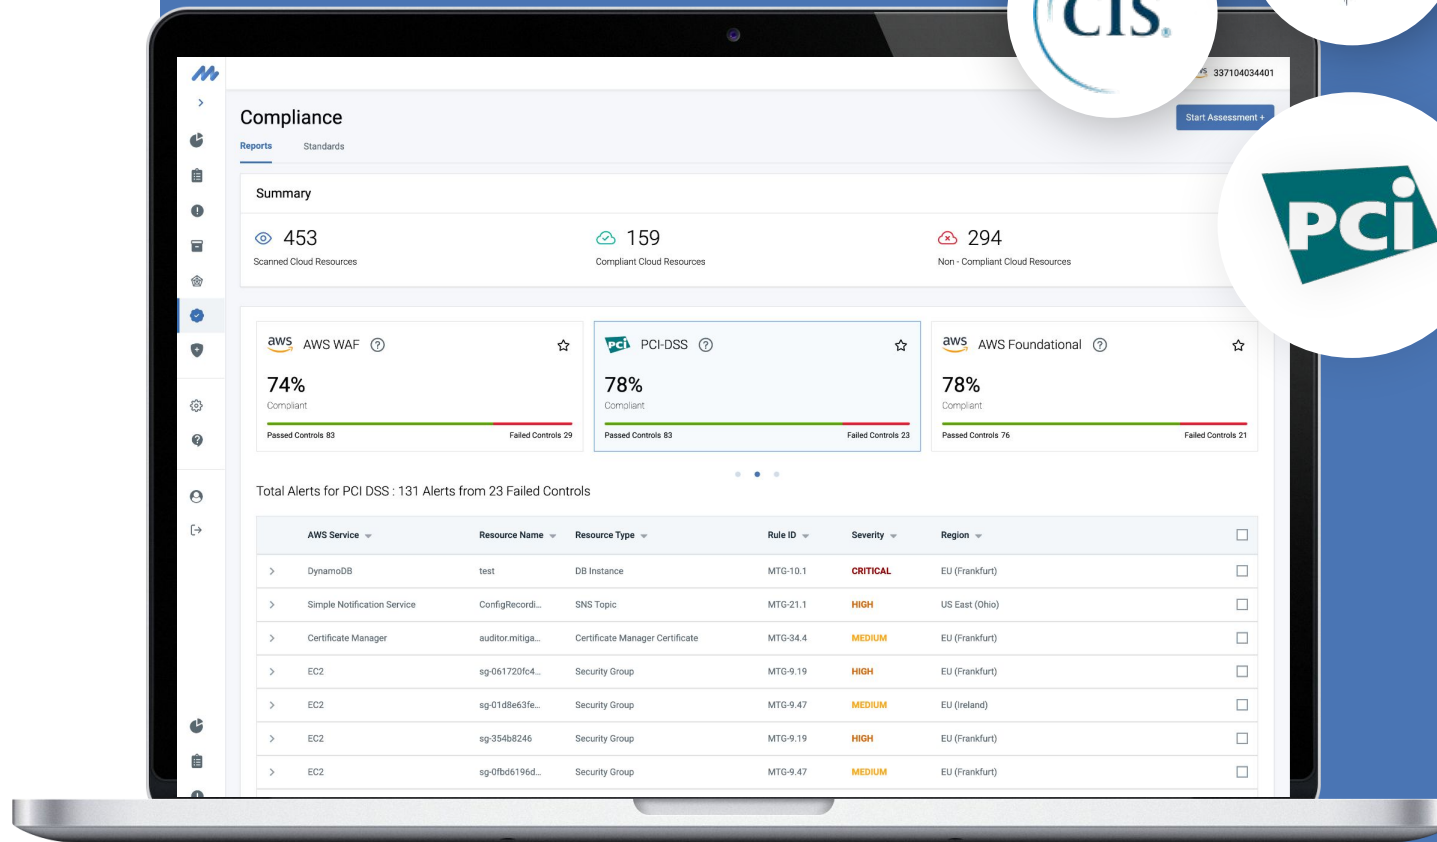 CIS.
aws 337104034401
Compliance
Start Assessment +
Reports Standards
PCi
Summary
453 159 294
Scanned Cloud Resources Compliant Cloud Resources Non - Compliant Cloud Resources
aws AWS WAF ? PCi PCI-DSS ? aws AWS Foundational ?
74% 78% 78%
Compliant Compliant Compliant
Passed Controls 83 Failed Controls 29 Passed Controls 83 Failed Controls 23 Passed Controls 76 Failed Controls 21
Total Alerts for PCI DSS : 131 Alerts from 23 Failed Controls
AWS Service Resource Name Resource Type Rule ID Severity Region
DynamoDB test DB Instance MTG-10.1 CRITICAL EU (Frankfurt)
Simple Notification Service ConfigRecordi... SNS Topic MTG-21.1 HIGH US East (Ohio)
Certificate Manager auditor.mitiga... Certificate Manager Certificate MTG-34.4 MEDIUM EU (Frankfurt)
EC2 sg-061720fc4... Security Group MTG-9.19 HIGH EU (Frankfurt)
EC2 sg-01d8e63fe... Security Group MTG-9.47 MEDIUM EU (Ireland)
EC2 sg-354b8246 Security Group MTG-9.19 HIGH EU (Frankfurt)
EC2 sg-0fbd6196d... Security Group MTG-9.47 MEDIUM EU (Frankfurt)